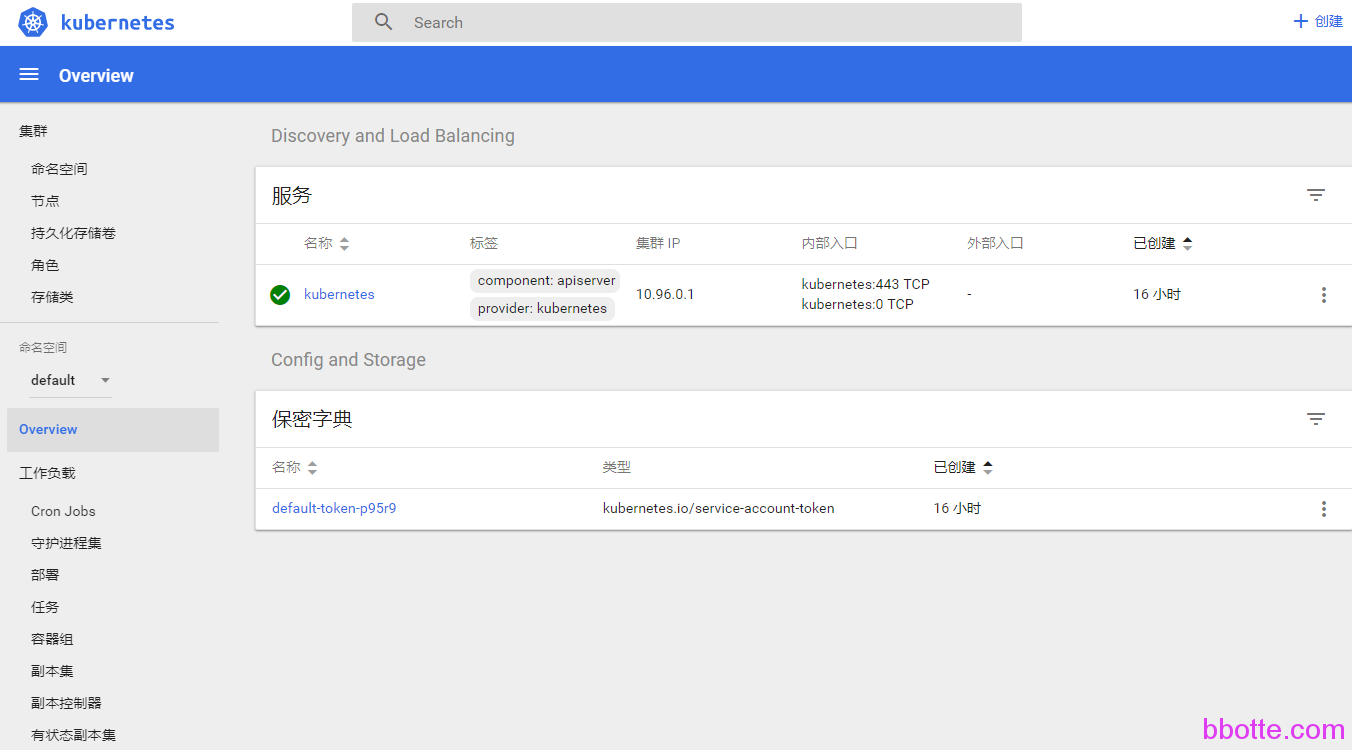 kubernetes
Search
创建
Overview
集群
命名空间
节点
持久化存储卷
角色
存储类
命名空间
default
Overview
工作负载
Cron Jobs
守护进程集
部署
任务
容器组
副本集
副本控制器
有状态副本集
Discovery and Load Balancing
服务
名称 标签 集群 IP 内部入口 外部入口 已创建
kubernetes component: apiserver provider: kubernetes 10.96.0.1 kubernetes:443 TCP kubernetes:0 TCP - 16 小时
Config and Storage
保密字典
名称 类型 已创建
default-token-p95r9 kubernetes.io/service-account-token 16 小时
bbotte.com